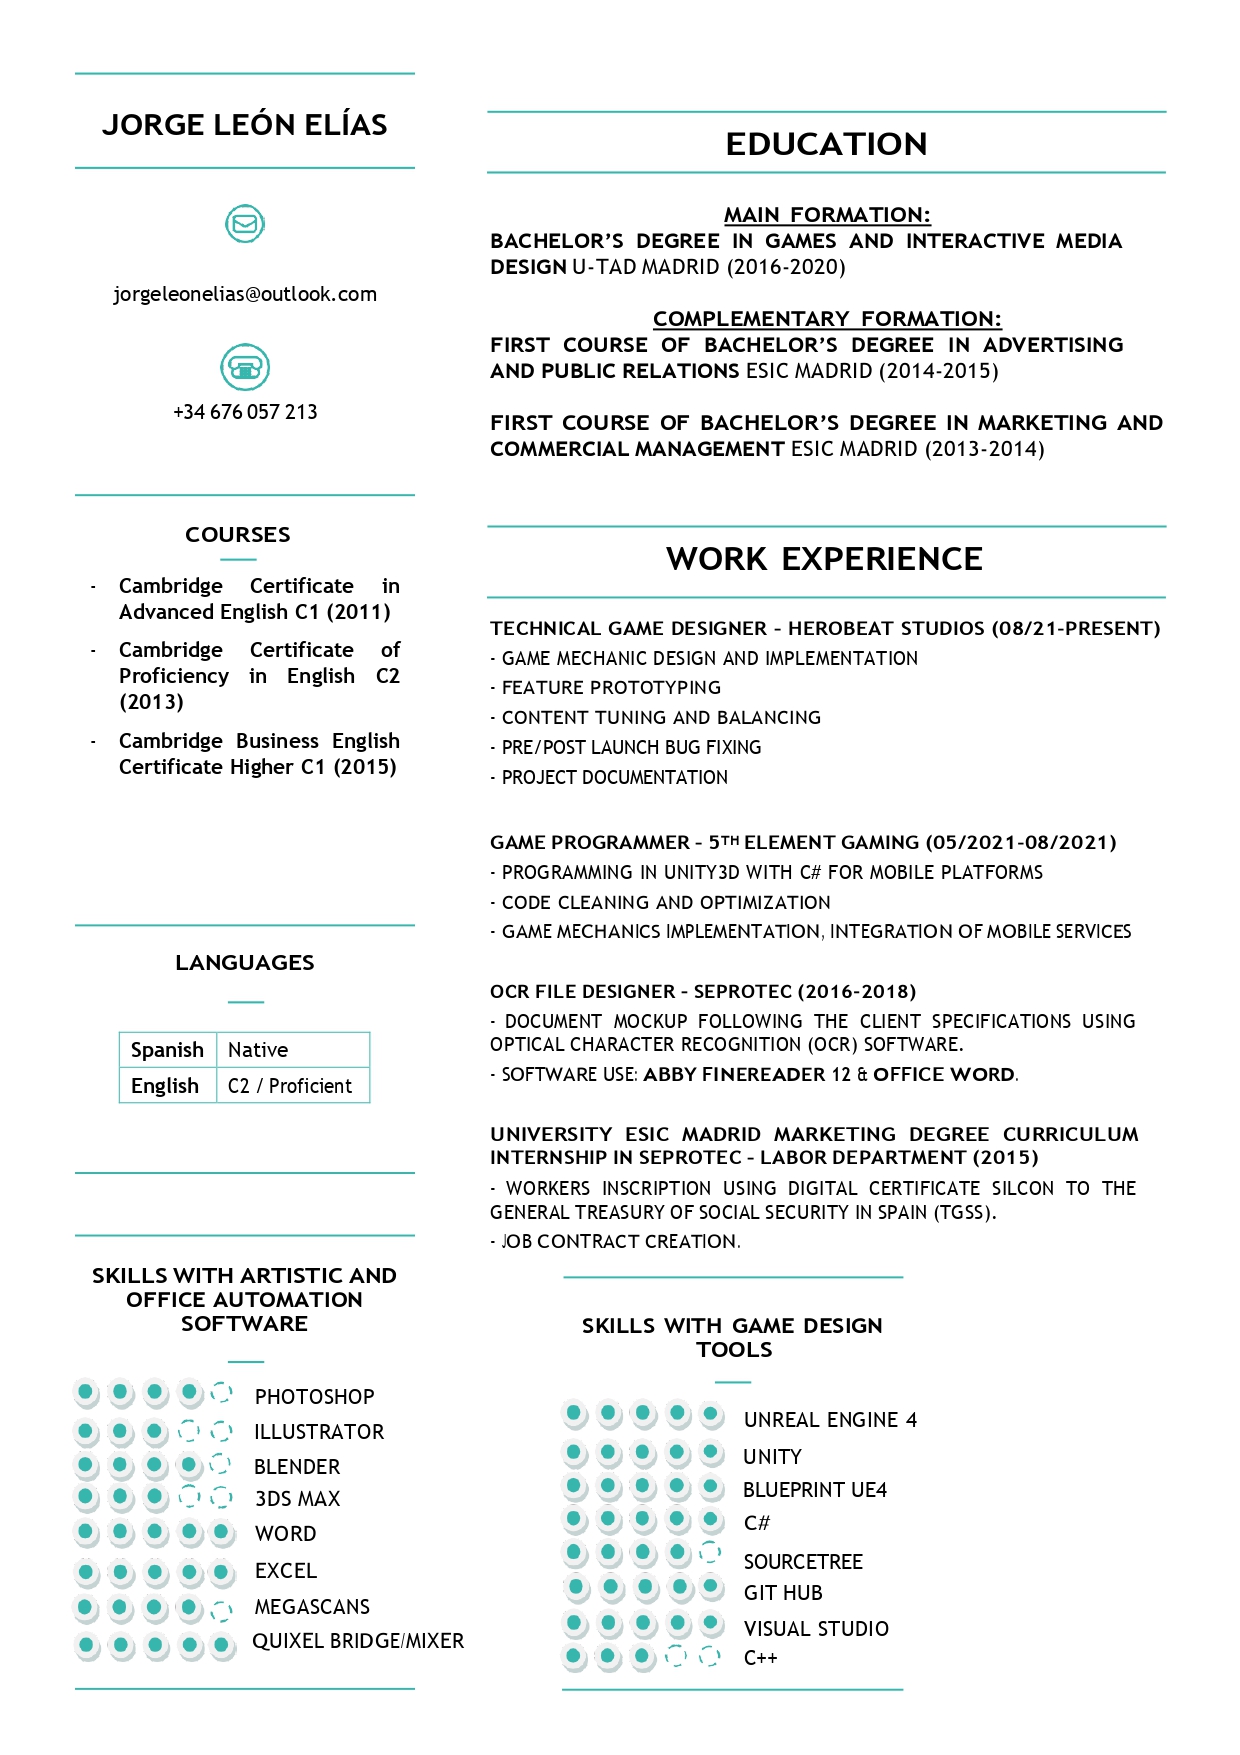 JORGE LEÓN ELÍAS
jorgeleonelias@outlook.com
+34 676 057 213
COURSES
- Cambridge Certificate in
Advanced English C1 (2011)
- Cambridge Certificate of
Proficiency in English C2
(2013)
- Cambridge Business English
Certificate Higher C1 (2015)
LANGUAGES
Spanish Native
English C2 / Proficient
SKILLS WITH ARTISTIC AND
OFFICE AUTOMATION
SOFTWARE
PHOTOSHOP
ILLUSTRATOR
BLENDER
3DS MAX
WORD
EXCEL
MEGASCANS
QUIXEL BRIDGE/MIXER
EDUCATION
MAIN FORMATION:
BACHELOR’S DEGREE IN GAMES AND INTERACTIVE MEDIA
DESIGN U-TAD MADRID (2016-2020)
COMPLEMENTARY FORMATION:
FIRST COURSE OF BACHELOR’S DEGREE IN ADVERTISING
AND PUBLIC RELATIONS ESIC MADRID (2014-2015)
FIRST COURSE OF BACHELOR’S DEGREE IN MARKETING AND
COMMERCIAL MANAGEMENT ESIC MADRID (2013-2014)
WORK EXPERIENCE
TECHNICAL GAME DESIGNER – HEROBEAT STUDIOS (08/21-PRESENT)
- GAME MECHANIC DESIGN AND IMPLEMENTATION
- FEATURE PROTOTYPING
- CONTENT TUNING AND BALANCING
- PRE/POST LAUNCH BUG FIXING
- PROJECT DOCUMENTATION
GAME PROGRAMMER – 5TH ELEMENT GAMING (05/2021-08/2021)
- PROGRAMMING IN UNITY3D WITH C# FOR MOBILE PLATFORMS
- CODE CLEANING AND OPTIMIZATION
- GAME MECHANICS IMPLEMENTATION, INTEGRATION OF MOBILE SERVICES
OCR FILE DESIGNER – SEPROTEC (2016-2018)
- DOCUMENT MOCKUP FOLLOWING THE CLIENT SPECIFICATIONS USING
OPTICAL CHARACTER RECOGNITION (OCR) SOFTWARE.
- SOFTWARE USE: ABBY FINEREADER 12 & OFFICE WORD.
UNIVERSITY ESIC MADRID MARKETING DEGREE CURRICULUM
INTERNSHIP IN SEPROTEC – LABOR DEPARTMENT (2015)
- WORKERS INSCRIPTION USING DIGITAL CERTIFICATE SILCON TO THE
GENERAL TREASURY OF SOCIAL SECURITY IN SPAIN (TGSS).
- JOB CONTRACT CREATION.
SKILLS WITH GAME DESIGN
TOOLS
UNREAL ENGINE 4
UNITY
BLUEPRINT UE4
C#
SOURCETREE
GIT HUB
VISUAL STUDIO
C++